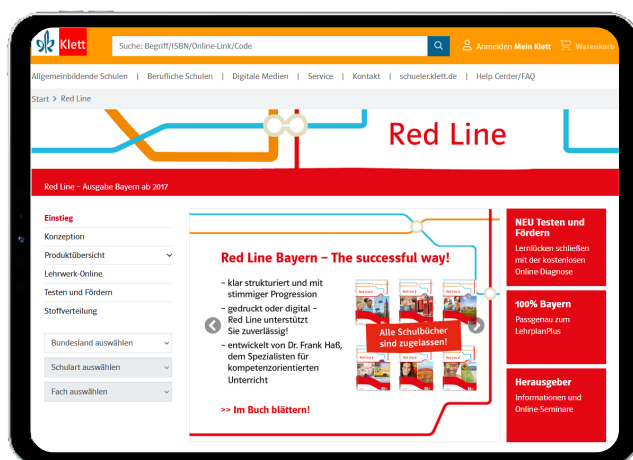 Klett
Suche: Begriff/ISBN/Online-Link/Code
Anmelden Mein Klett
Warenkorb
Allgemeinbildende Schulen | Berufliche Schulen | Digitale Medien | Service | Kontakt | schueler.klett.de | Help Center/FAQ
Start > Red Line
Red Line
Red Line – Ausgabe Bayern ab 2017
Einstieg
Konzeption
Produktübersicht
Lehrwerk-Online
Testen und Fördern
Stoffverteilung
Bundesland auswählen
Schulart auswählen
Fach auswählen
Red Line Bayern – The successful way!
– klar strukturiert und mit
stimmiger Progression
– gedruckt oder digital –
Red Line unterstützt
Sie zuverlässig!
– entwickelt von Dr. Frank Haß,
dem Spezialisten für
kompetenzorientierten
Unterricht
>> Im Buch blättern!
Alle Schulbücher
sind zugelassen!
NEU Testen und
Fördern
Lernlücken schließen
mit der kostenlosen
Online-Diagnose
100% Bayern
Passgenau zum
LehrplanPlus
Herausgeber
Informationen und
Online-Seminare